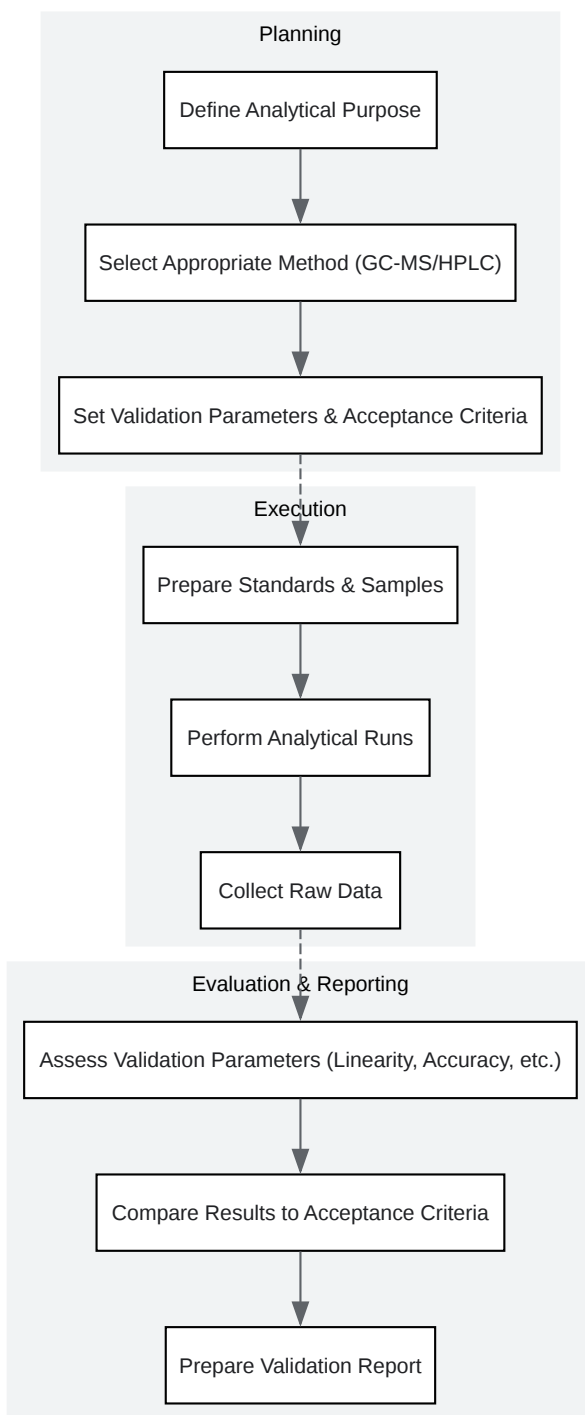 Planning
Define Analytical Purpose
Select Appropriate Method (GC-MS/HPLC)
Set Validation Parameters & Acceptance Criteria
Execution
Prepare Standards & Samples
Perform Analytical Runs
Collect Raw Data
Evaluation & Reporting
Assess Validation Parameters (Linearity, Accuracy, etc.)
Compare Results to Acceptance Criteria
Prepare Validation Report